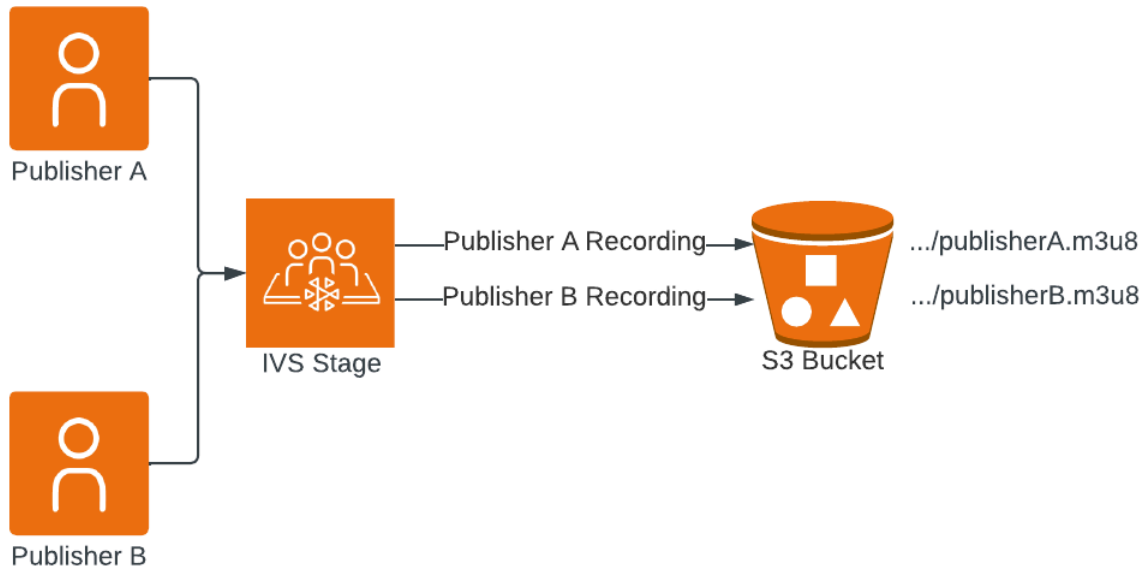 Publisher A
Publisher A Recording
.../publisherA.m3u8
Publisher B Recording
.../publisherB.m3u8
IVS Stage
S3 Bucket
Publisher B